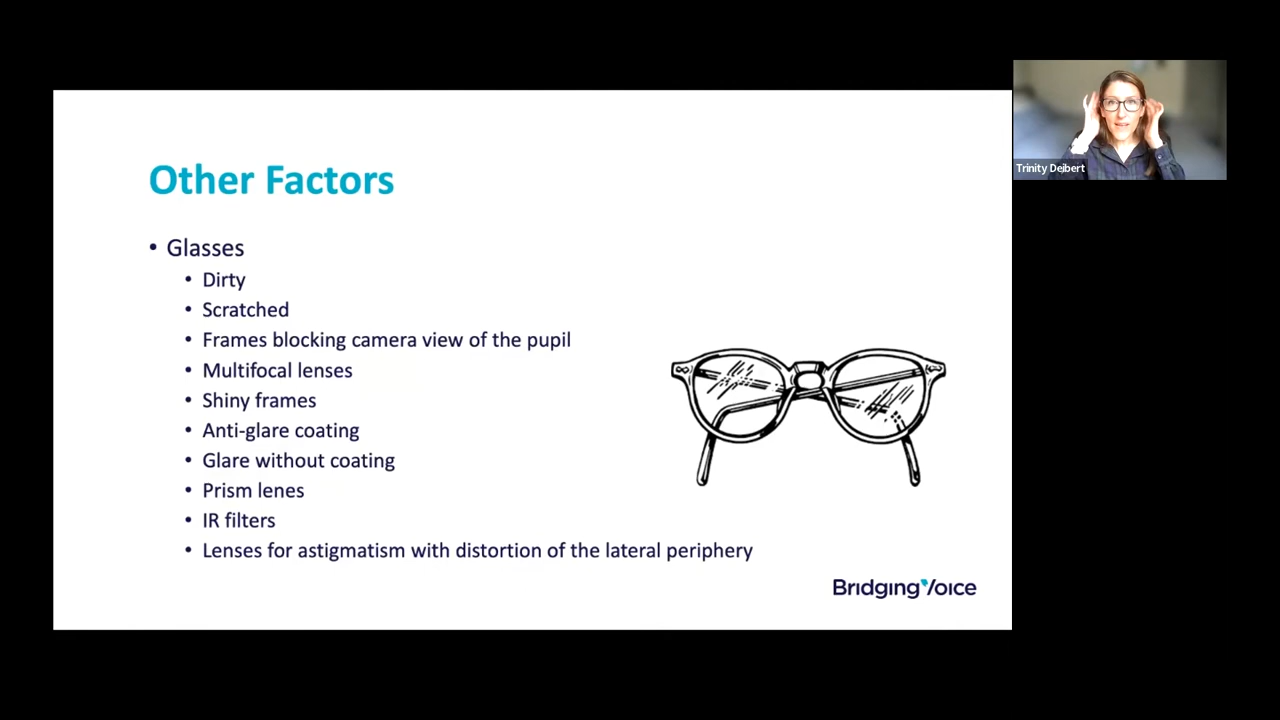 Other Factors
• Glasses
• Dirty
• Scratched
• Frames blocking camera view of the pupil
• Multifocal lenses
• Shiny frames
• Anti-glare coating
• Glare without coating
• Prism lenes
• IR filters
• Lenses for astigmatism with distortion of the lateral periphery
BridgingVoice
Trinity Deibert